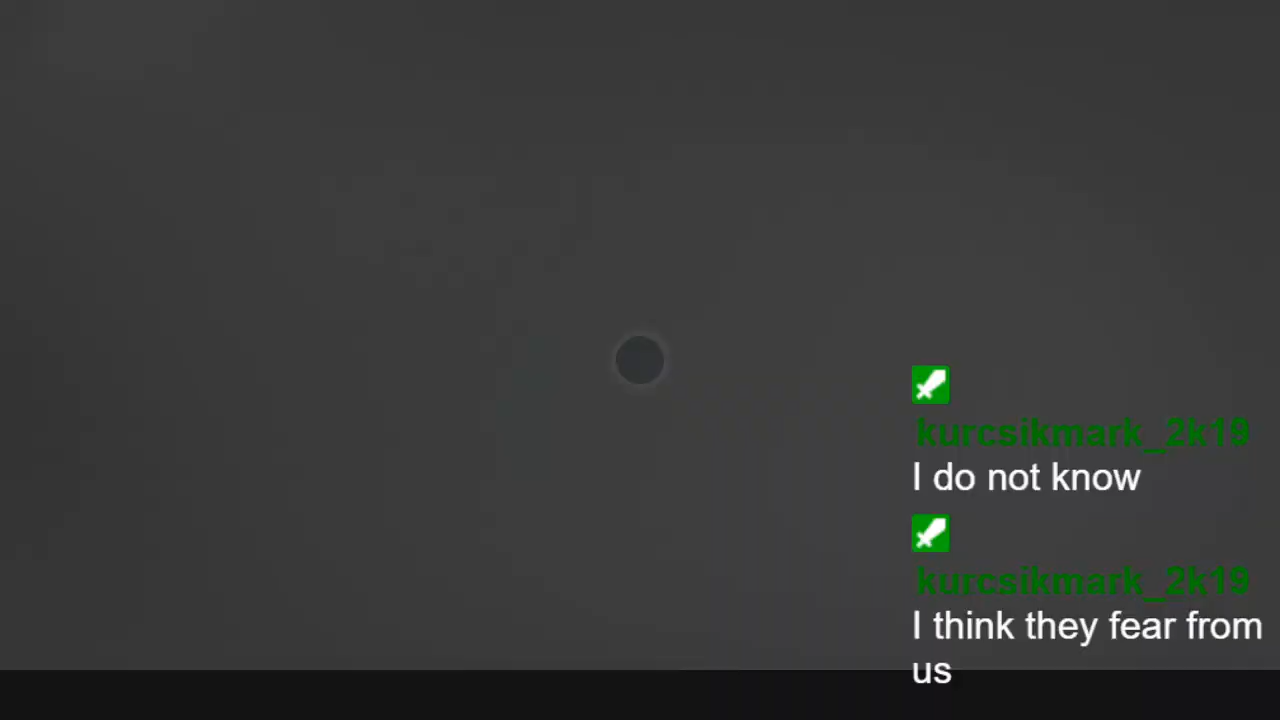 kurcsikmark_2k19
I do not know
kurcsikmark_2k19
I think they fear from
us